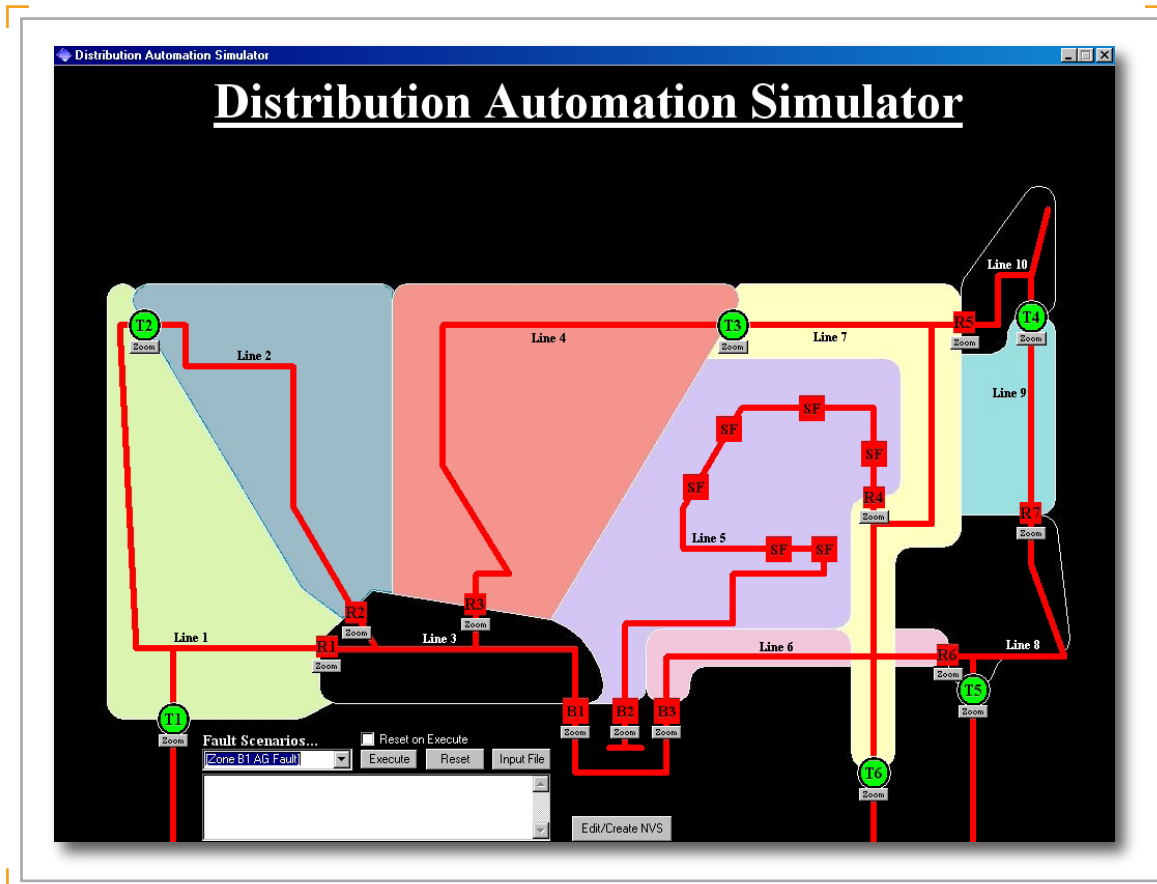 Distribution Automation Simulator
Distribution Automation Simulator
Line 10
R5
Zoom
T4
Zoom
T2
Zoom
Line 2
Line 4
T3
Zoom
Line 7
Line 9
SF
SF
SF
SF
R4
Zoom
R7
Zoom
Line 5
SF
SF
R2
Zoom
R3
Zoom
Line 1
R1
Zoom
Line 3
Line 6
R6
Zoom
Line 8
T5
Zoom
T1
Zoom
B1
Zoom
B2
Zoom
B3
Zoom
T6
Zoom
Fault Scenarios...
Reset on Execute
[Zone B1 AG Fault]
Execute
Reset
Input File
Edit/Create NVS